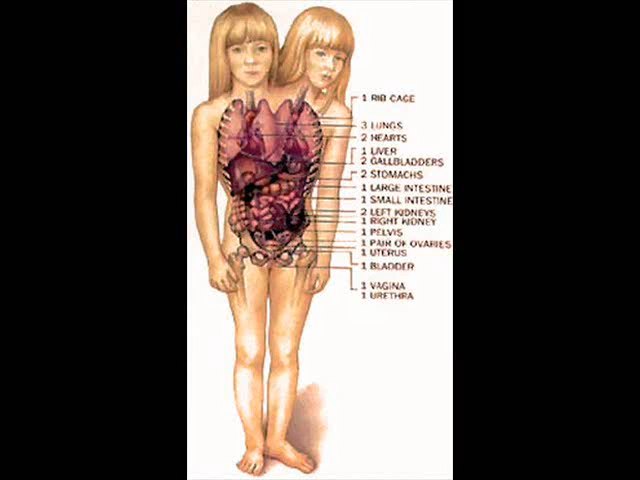 1 RIB CAGE
3 LUNGS
2 HEARTS
1 LIVER
2 GALLBLADDERS
2 STOMACHS
1 LARGE INTESTINE
1 SMALL INTESTINE
2 LEFT KIDNEYS
1 RIGHT KIDNEY
1 PELVIS
1 PAIR OF OVARIES
1 UTERUS
1 BLADDER
1 VAGINA
1 URETHRA